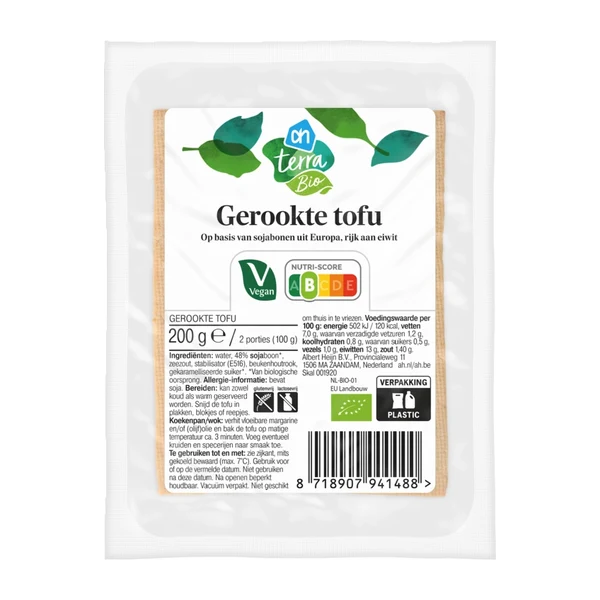 ah
terra
Bio
Gerookte tofu
Op basis van sojabonen uit Europa, rijk aan eiwit
V
Vegan
NUTRI-SCORE
A B C D E
GEROOKTE TOFU
200 g ℮ / 2 porties (100 g)
Ingrediënten: water, 48% sojaboon*,
zeezout, stabilisator (E516), beukenhoutrook,
gekarameliseerde suiker*. *Van biologische
oorsprong. Allergie-informatie: bevat
soja. Bereiden: kan zowel
koud als warm geserveerd
worden. Snijd de tofu in
plakken, blokjes of reepjes.
glutenvrij lactosevrij
Koekenpan/wok: verhit vloeibare margarine
en/of (olijf)olie en bak de tofu op matige
temperatuur ca. 3 minuten. Voeg eventueel
kruiden en specerijen naar smaak toe.
Te gebruiken tot en met: zie zijkant, mits
gekoeld bewaard (max. 7°C). Gebruik voor
of op de vermelde datum. Niet gebruiken
na deze datum. Na openen beperkt
houdbaar. Vacuüm verpakt. Niet geschikt
om thuis in te vriezen. Voedingswaarde per
100 g: energie 502 kJ / 120 kcal, vetten
7,0 g, waarvan verzadigde vetzuren 1,2 g,
koolhydraten 0,8 g, waarvan suikers 0,5 g,
vezels 1,0 g, eiwitten 13 g, zout 1,40 g.
Albert Heijn B.V., Provincialeweg 11
1506 MA ZAANDAM, Nederland ah.nl/ah.be
Skal 001920
NL-BIO-01
EU Landbouw
VERPAKKING
PLASTIC
8 718907 941488 >